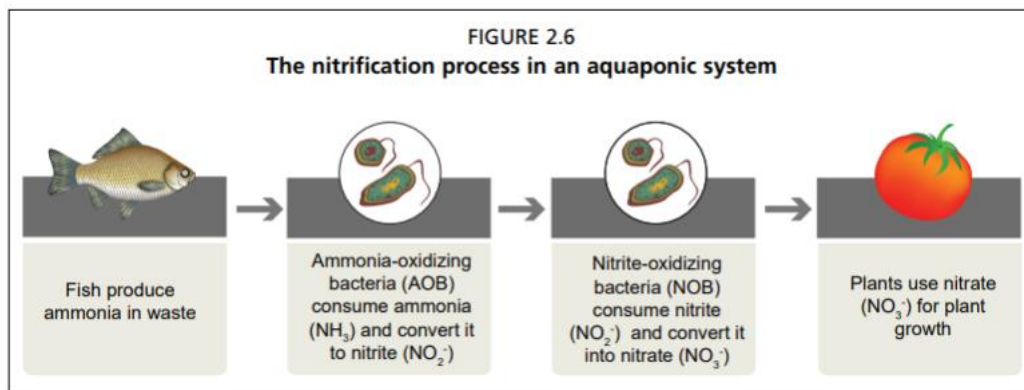 FIGURE 2.6
The nitrification process in an aquaponic system
Fish produce
ammonia in waste
Ammonia-oxidizing
bacteria (AOB)
consume ammonia
(NH₃) and convert it
to nitrite (NO₂⁻)
Nitrite-oxidizing
bacteria (NOB)
consume nitrite
(NO₂⁻) and convert it
into nitrate (NO₃⁻)
Plants use nitrate
(NO₃⁻) for plant
growth